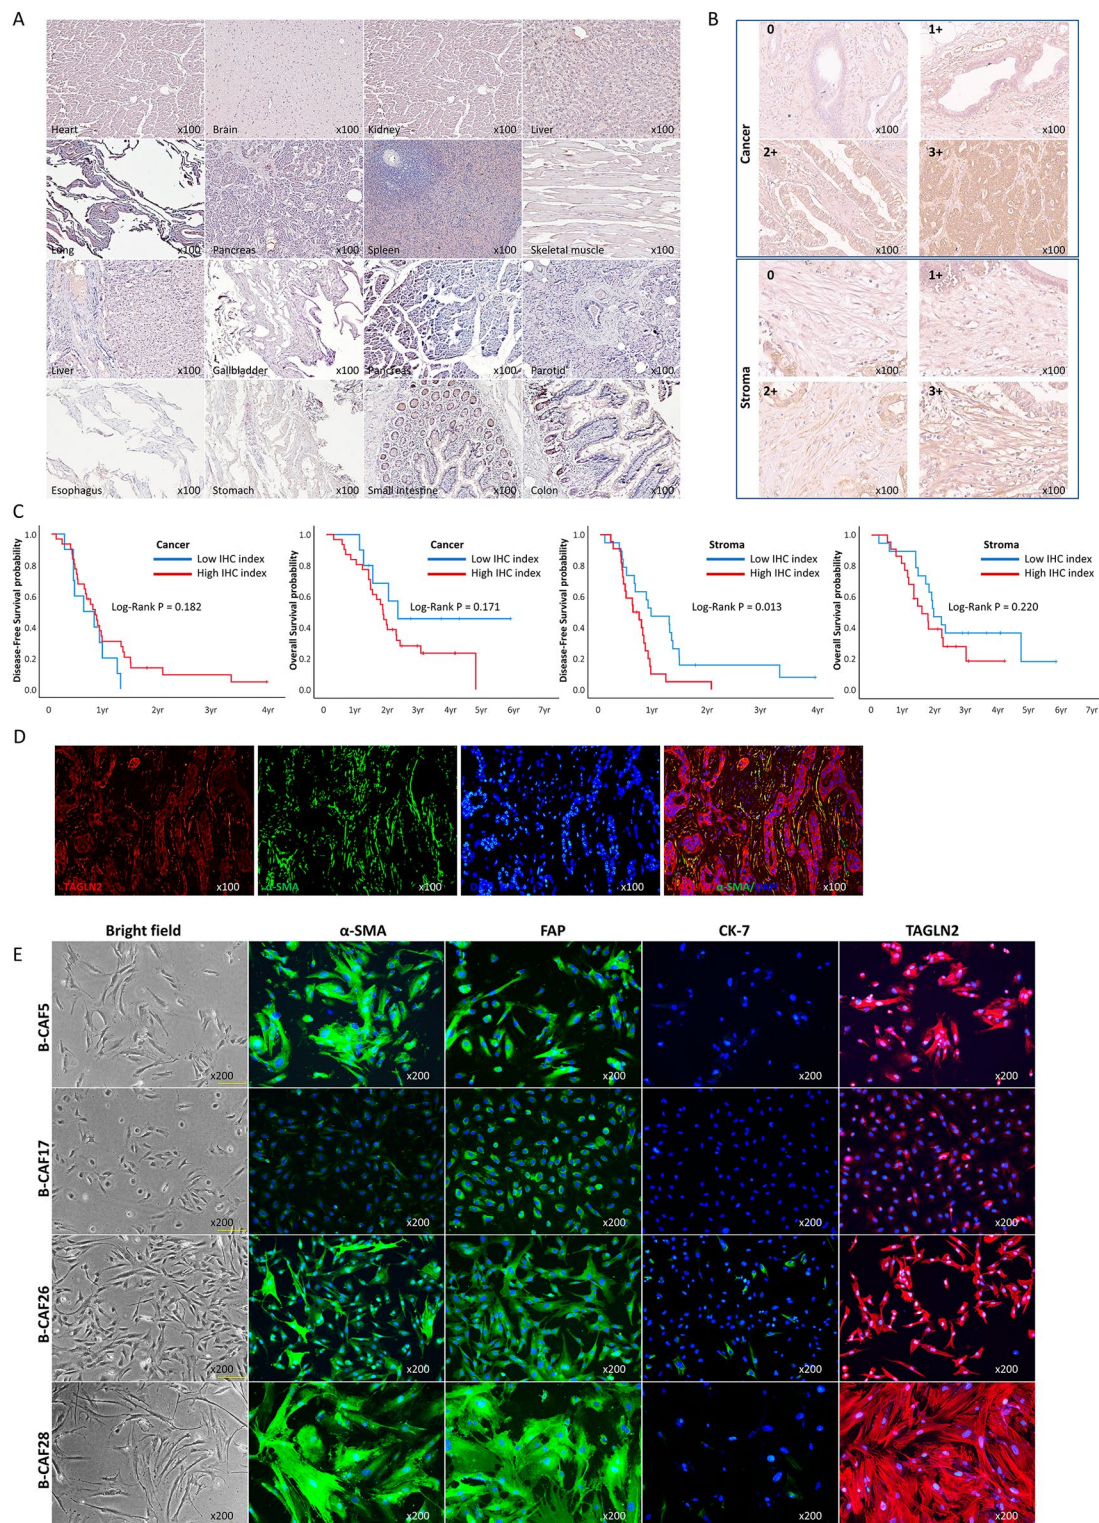 A
Heart x100
Brain x100
Kidney x100
Liver x100
Lung x100
Pancreas x100
Spleen x100
Skeletal muscle x100
Liver x100
Gallbladder x100
Pancreas x100
Parotid x100
Esophagus x100
Stomach x100
Small intestine x100
Colon x100
B
Cancer
0
x100
1+
x100
2+
x100
3+
x100
Stroma
0
x100
1+
x100
2+
x100
3+
x100
C
Disease-Free Survival probability
1.0
0.8
0.6
0.4
0.2
0.0
Cancer
Low IHC index
High IHC index
Log-Rank P = 0.182
0 1yr 2yr 3yr 4yr
Overall Survival probability
1.0
0.8
0.6
0.4
0.2
0.0
Cancer
Low IHC index
High IHC index
Log-Rank P = 0.171
0 1yr 2yr 3yr 4yr 5yr 6yr 7yr
Disease-Free Survival probability
1.0
0.8
0.6
0.4
0.2
0.0
Stroma
Low IHC index
High IHC index
Log-Rank P = 0.013
0 1yr 2yr 3yr 4yr
Overall Survival probability
1.0
0.8
0.6
0.4
0.2
0.0
Stroma
Low IHC index
High IHC index
Log-Rank P = 0.220
0 1yr 2yr 3yr 4yr 5yr 6yr 7yr
D
TAGLN2 x100
α-SMA x100
x100
α-SMA/ x100
E
Bright field α-SMA FAP CK-7 TAGLN2
B-CAF5
x200 x200 x200 x200 x200
B-CAF17
x200 x200 x200 x200 x200
B-CAF26
x200 x200 x200 x200 x200
B-CAF28
x200 x200 x200 x200 x200